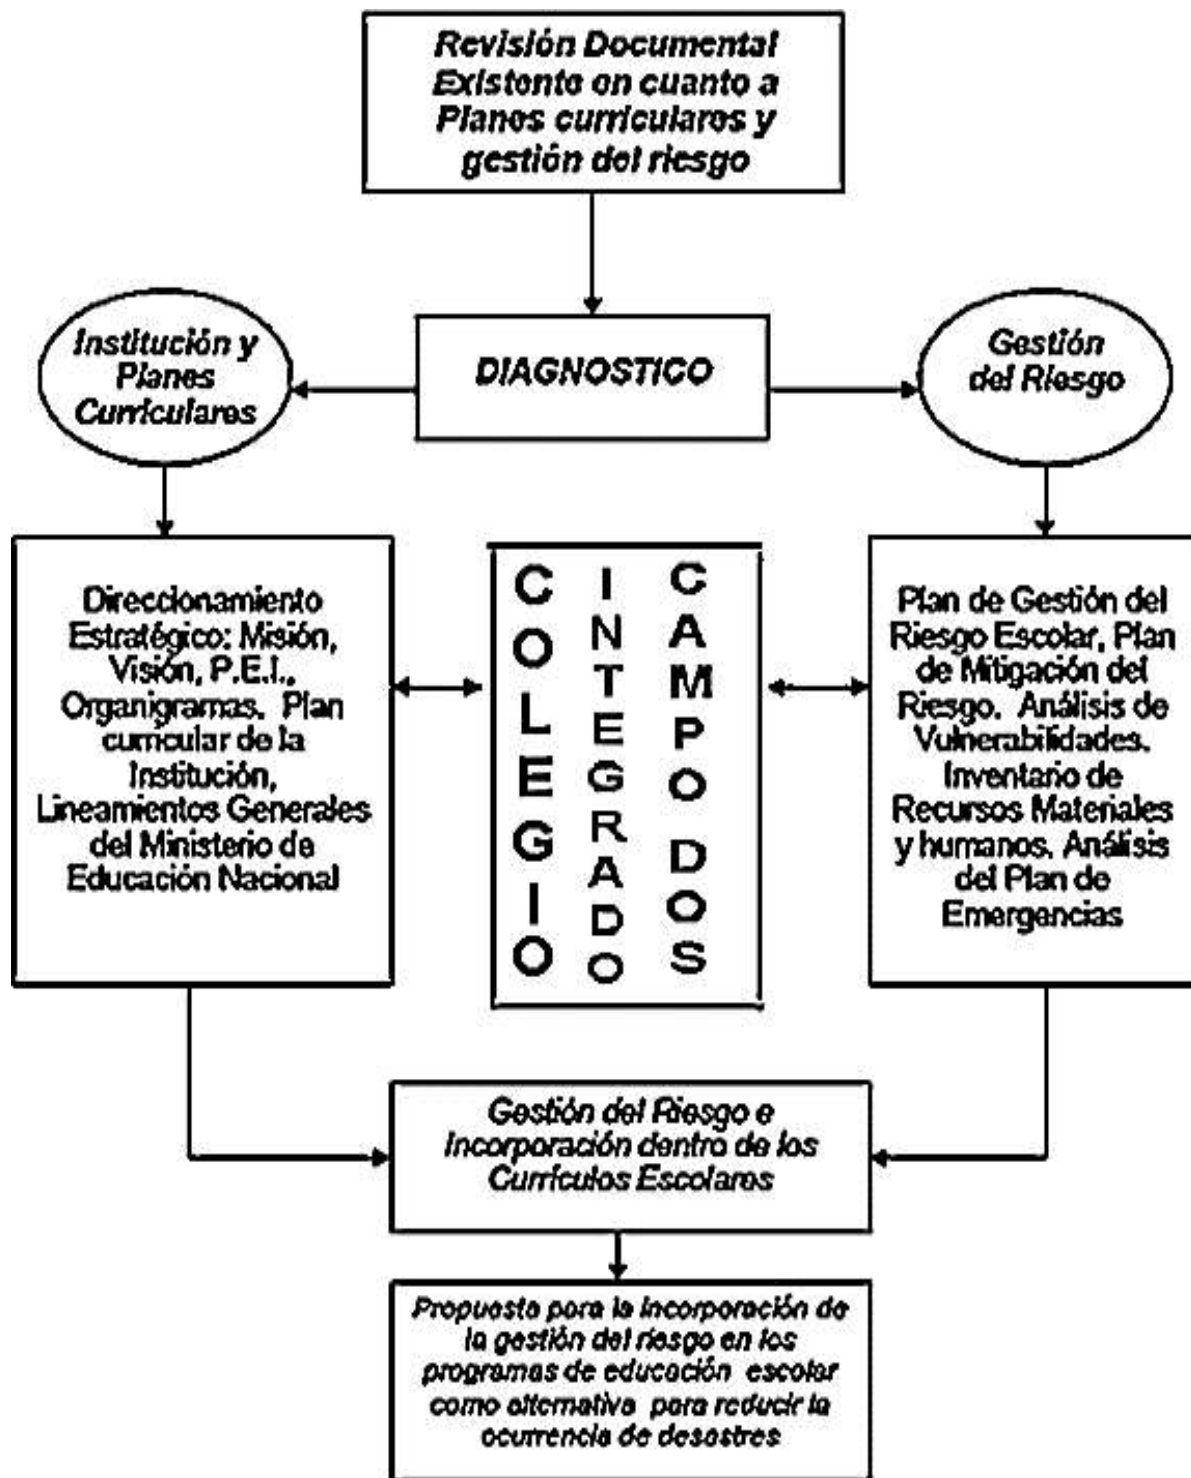 Revisión Documental
Existente en cuanto a
Planes curriculares y
gestión del riesgo
Institución y
Planes
Curriculares
DIAGNOSTICO
Gestión
del Riesgo
Direccionamiento
Estratégico: Misión,
Visión, P.E.I.,
Organigramas. Plan
curricular de la
Institución,
Lineamientos Generales
del Ministerio de
Educación Nacional
COLEGIO
INTEGRADO
CAMPO DOS
Plan de Gestión del
Riesgo Escolar, Plan
de Mitigación del
Riesgo. Análisis de
Vulnerabilidades.
Inventario de
Recursos Materiales
y humanos. Análisis
del Plan de
Emergencias
Gestión del Riesgo e
Incorporación dentro de los
Currículos Escolares
Propuesta para la incorporación de
la gestión del riesgo en los
programas de educación escolar
como alternativa para reducir la
ocurrencia de desastres